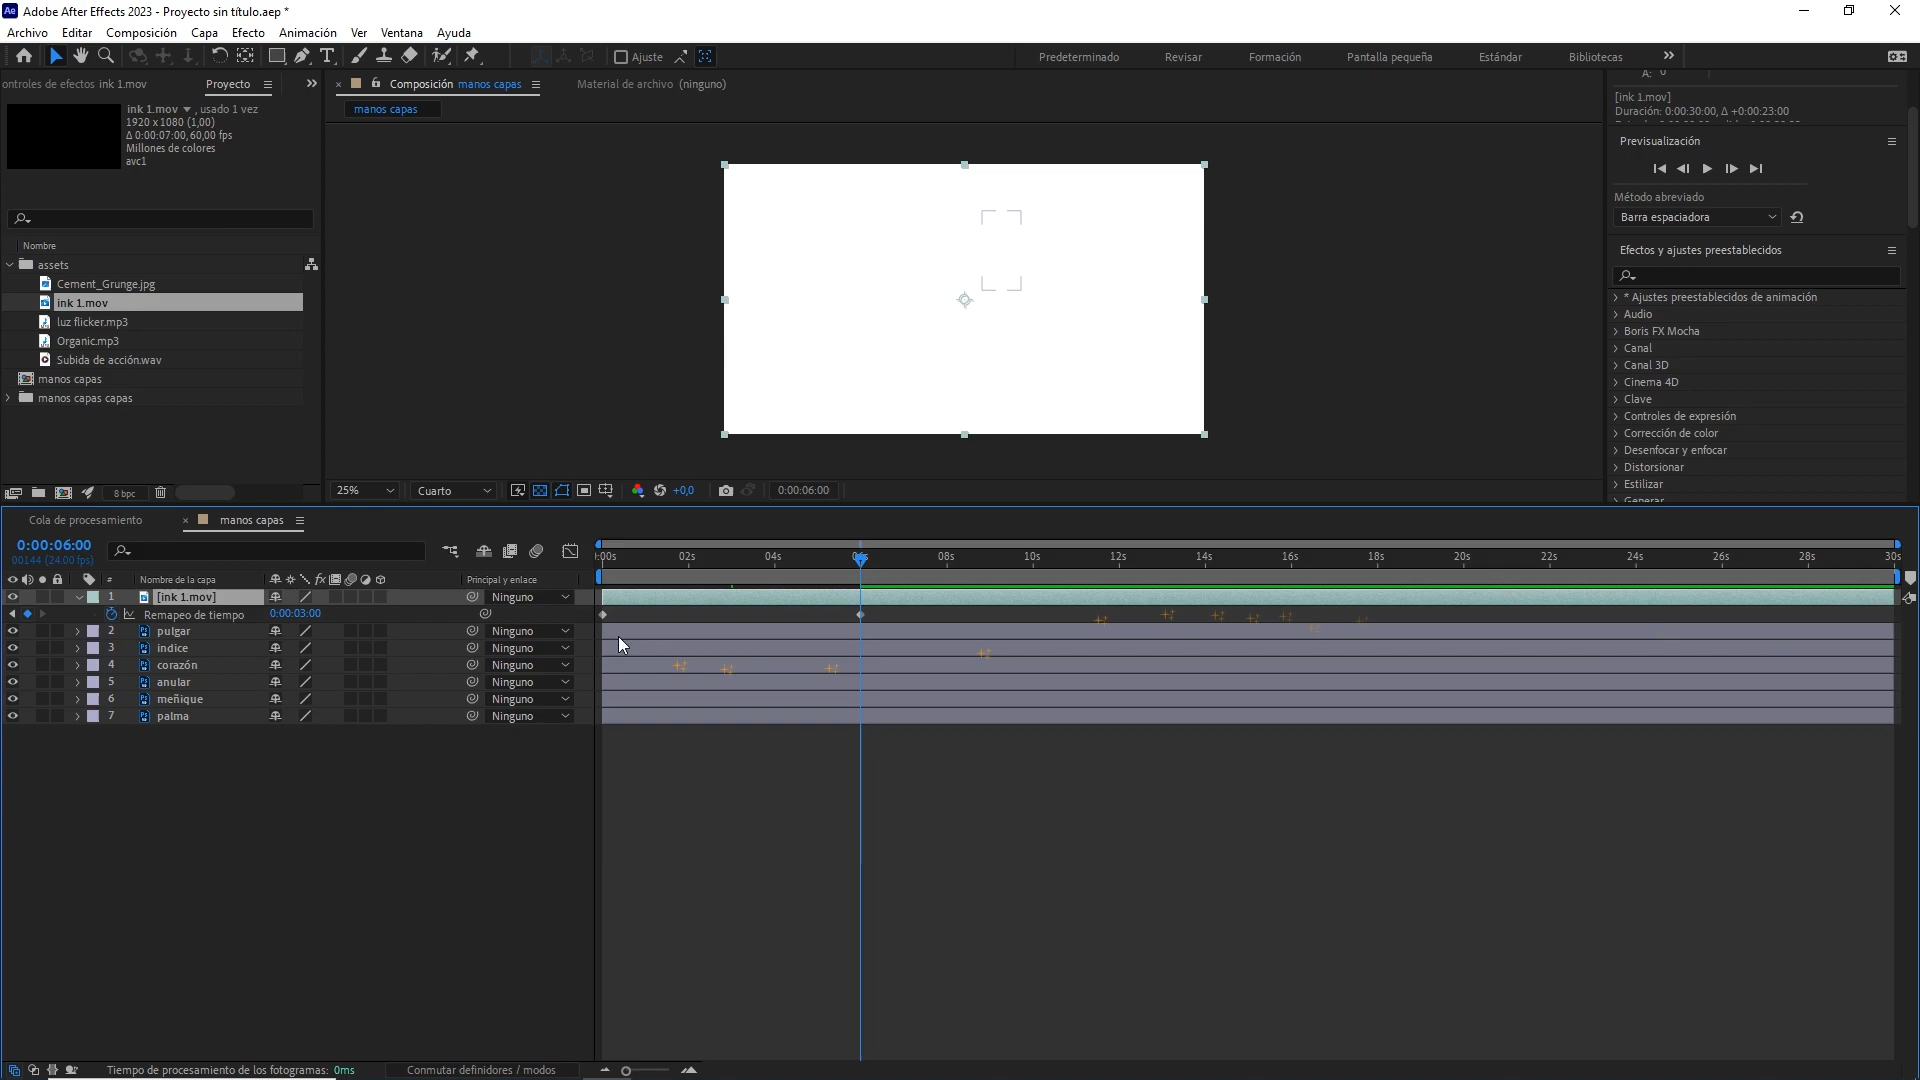 Ae Adobe After Effects 2023 - Proyecto sin título.aep *
Archivo Editar Composición Capa Efecto Animación Ver Ventana Ayuda
Ajuste
Predeterminado Revisar Formación Pantalla pequeña Estándar Bibliotecas
ontroles de efectos ink 1.mov Proyecto
ink 1.mov , usado 1 vez
1920 x 1080 (1,00)
Δ 0:00:07:00, 60,00 fps
Millones de colores
avc1
Nombre
assets
Cement_Grunge.jpg
ink 1.mov
luz flicker.mp3
Organic.mp3
Subida de acción.wav
manos capas
manos capas capas
8 bpc
Composición manos capas
Material de archivo (ninguno)
manos capas
25% Cuarto +0,0 0:00:06:00
A: 0
[ink 1.mov]
Duración: 0:00:30:00, Δ +0:00:23:00
Previsualización
Método abreviado
Barra espaciadora
Efectos y ajustes preestablecidos
* Ajustes preestablecidos de animación
Audio
Boris FX Mocha
Canal
Canal 3D
Cinema 4D
Clave
Controles de expresión
Corrección de color
Desenfocar y enfocar
Distorsionar
Estilizar
Generar
Cola de procesamiento manos capas
0:00:06:00
00144 (24.00 fps)
):00s 02s 04s 06s 08s 10s 12s 14s 16s 18s 20s 22s 24s 26s 28s 30s
# Nombre de la capa fx Principal y enlace
1 [ink 1.mov] Ninguno
Remapeo de tiempo 0:00:03:00
2 pulgar Ninguno
3 indice Ninguno
4 corazón Ninguno
5 anular Ninguno
6 meñique Ninguno
7 palma Ninguno
Tiempo de procesamiento de los fotogramas: 0ms Conmutar definidores / modos